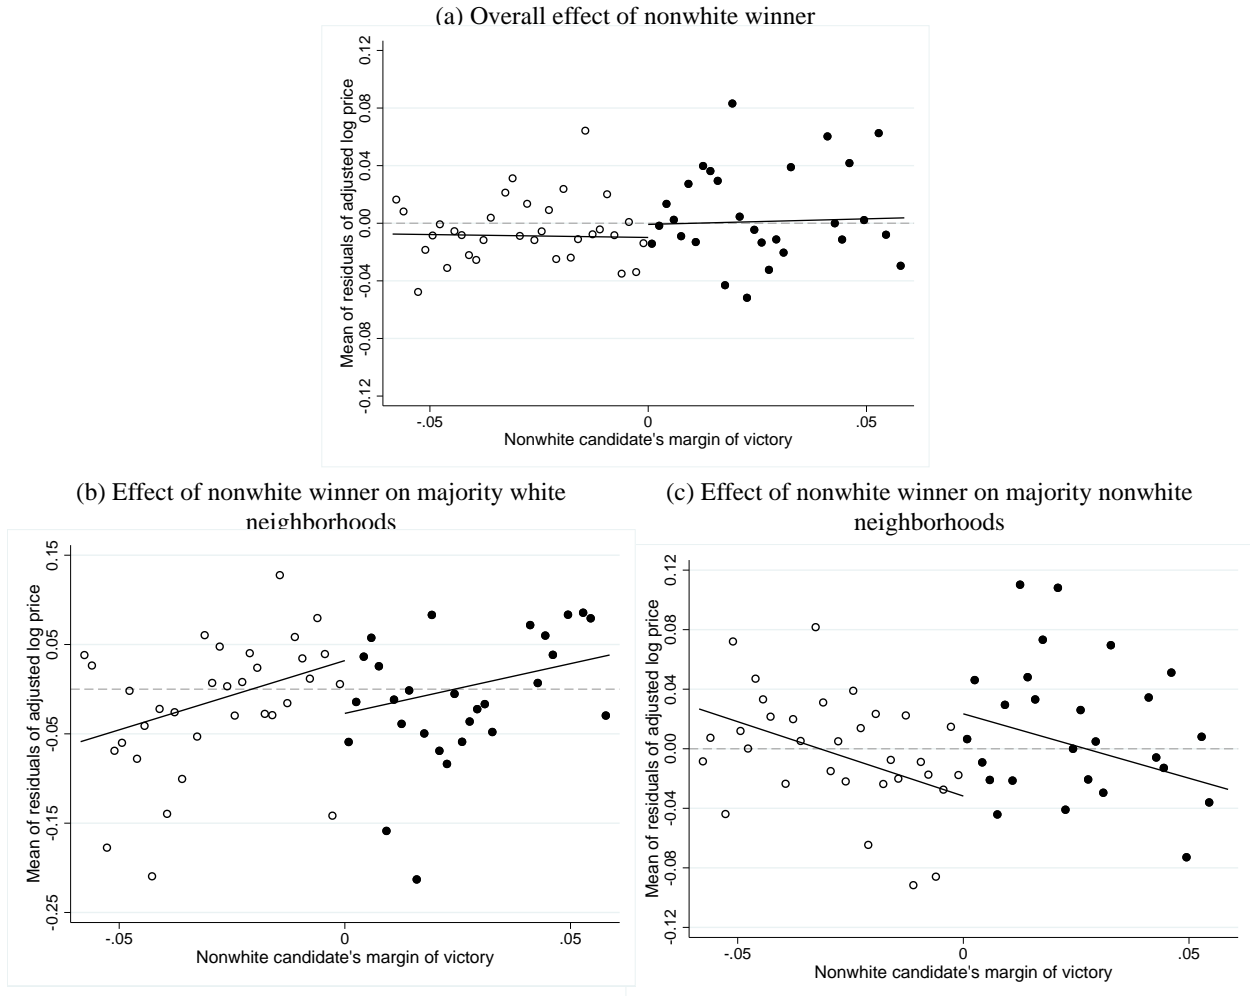 (a) Overall effect of nonwhite winner
Mean of residuals of adjusted log price
0.12
0.08
0.04
0.00
-0.04
-0.08
-0.12
-.05
0
.05
Nonwhite candidate's margin of victory
(b) Effect of nonwhite winner on majority white
neighborhoods
Mean of residuals of adjusted log price
0.15
0.05
-0.05
-0.15
-0.25
-.05
0
.05
Nonwhite candidate's margin of victory
(c) Effect of nonwhite winner on majority nonwhite
neighborhoods
Mean of residuals of adjusted log price
0.12
0.08
0.04
0.00
-0.04
-0.08
-0.12
-.05
0
.05
Nonwhite candidate's margin of victory